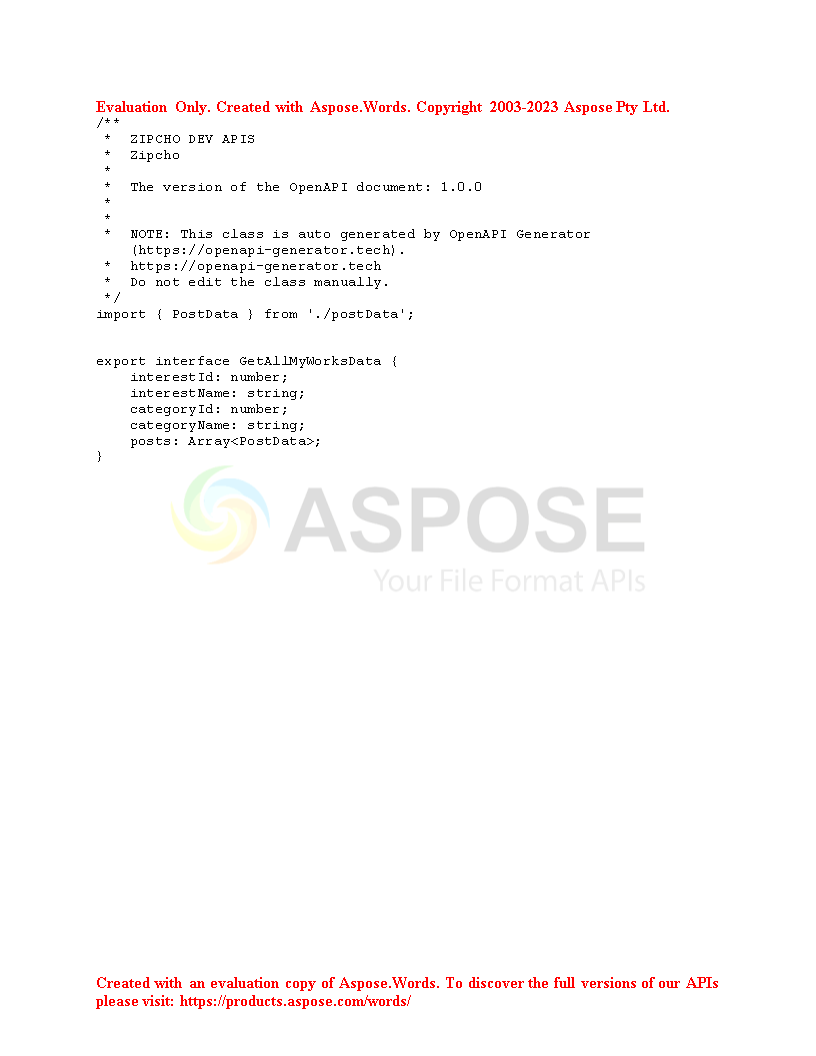 Evaluation Only. Created with Aspose.Words. Copyright 2003-2023 Aspose Pty Ltd.
/**
 *  ZIPCHO DEV APIS
 *  Zipcho
 *
 *  The version of the OpenAPI document: 1.0.0
 *
 *
 *  NOTE: This class is auto generated by OpenAPI Generator
    (https://openapi-generator.tech).
 *  https://openapi-generator.tech
 *  Do not edit the class manually.
 */
import { PostData } from './postData';
export interface GetAllMyWorksData {
    interestId: number;
    interestName: string;
    categoryId: number;
    categoryName: string;
    posts: Array<PostData>;
}
ASPOSE
Your File Format APIs
Created with an evaluation copy of Aspose.Words. To discover the full versions of our APIs
please visit: https://products.aspose.com/words/